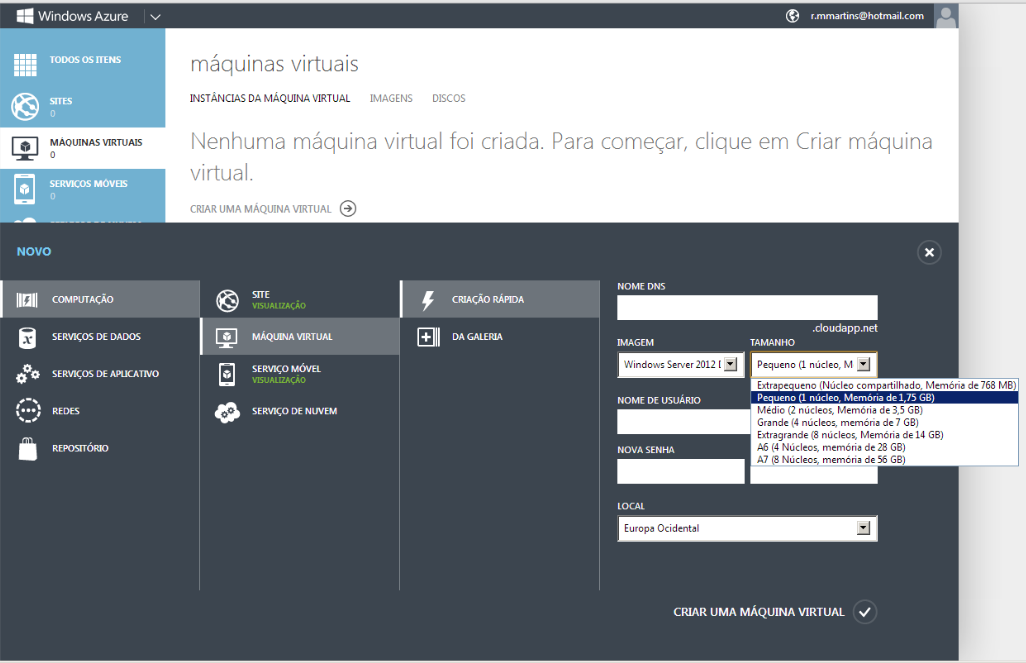 Windows Azure
r.mmartins@hotmail.com
TODOS OS ITENS
SITES
0
MÁQUINAS VIRTUAIS
0
SERVIÇOS MÓVEIS
0
máquinas virtuais
INSTÂNCIAS DA MÁQUINA VIRTUAL IMAGENS DISCOS
Nenhuma máquina virtual foi criada. Para começar, clique em Criar máquina
virtual.
CRIAR UMA MÁQUINA VIRTUAL
NOVO
COMPUTAÇÃO
SERVIÇOS DE DADOS
SERVIÇOS DE APLICATIVO
REDES
REPOSITÓRIO
SITE
VISUALIZAÇÃO
MÁQUINA VIRTUAL
SERVIÇO MÓVEL
VISUALIZAÇÃO
SERVIÇO DE NUVEM
CRIAÇÃO RÁPIDA
DA GALERIA
NOME DNS
.cloudapp.net
IMAGEM
Windows Server 2012
TAMANHO
Pequeno (1 núcleo, M
Extrapequeno (Núcleo compartilhado, Memória de 768 MB)
Pequeno (1 núcleo, Memória de 1,75 GB)
Médio (2 núcleos, Memória de 3,5 GB)
Grande (4 núcleos, memória de 7 GB)
Extragrande (8 núcleos, Memória de 14 GB)
A6 (4 Núcleos, memória de 28 GB)
A7 (8 Núcleos, memória de 56 GB)
NOME DE USUÁRIO
NOVA SENHA
LOCAL
Europa Ocidental
CRIAR UMA MÁQUINA VIRTUAL